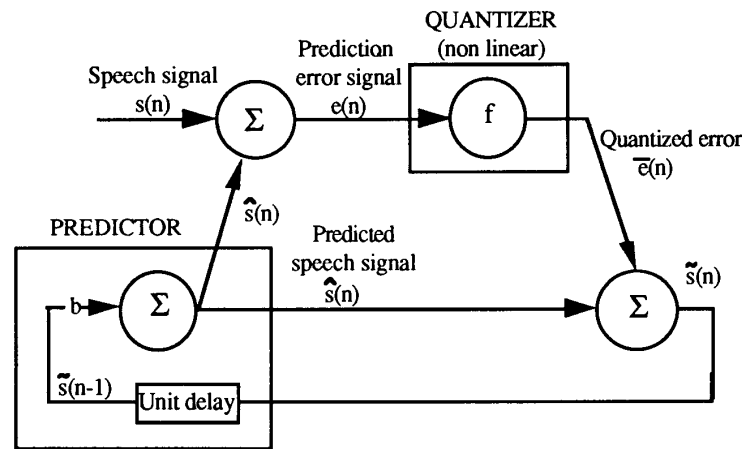 QUANTIZER
(non linear)
Speech signal
s(n)
Prediction
error signal
e(n)
Σ
f
Quantized error
e̅(n)
ŝ(n)
PREDICTOR
Predicted
speech signal
ŝ(n)
s̃(n)
b
Σ
Σ
s̃(n-1)
Unit delay